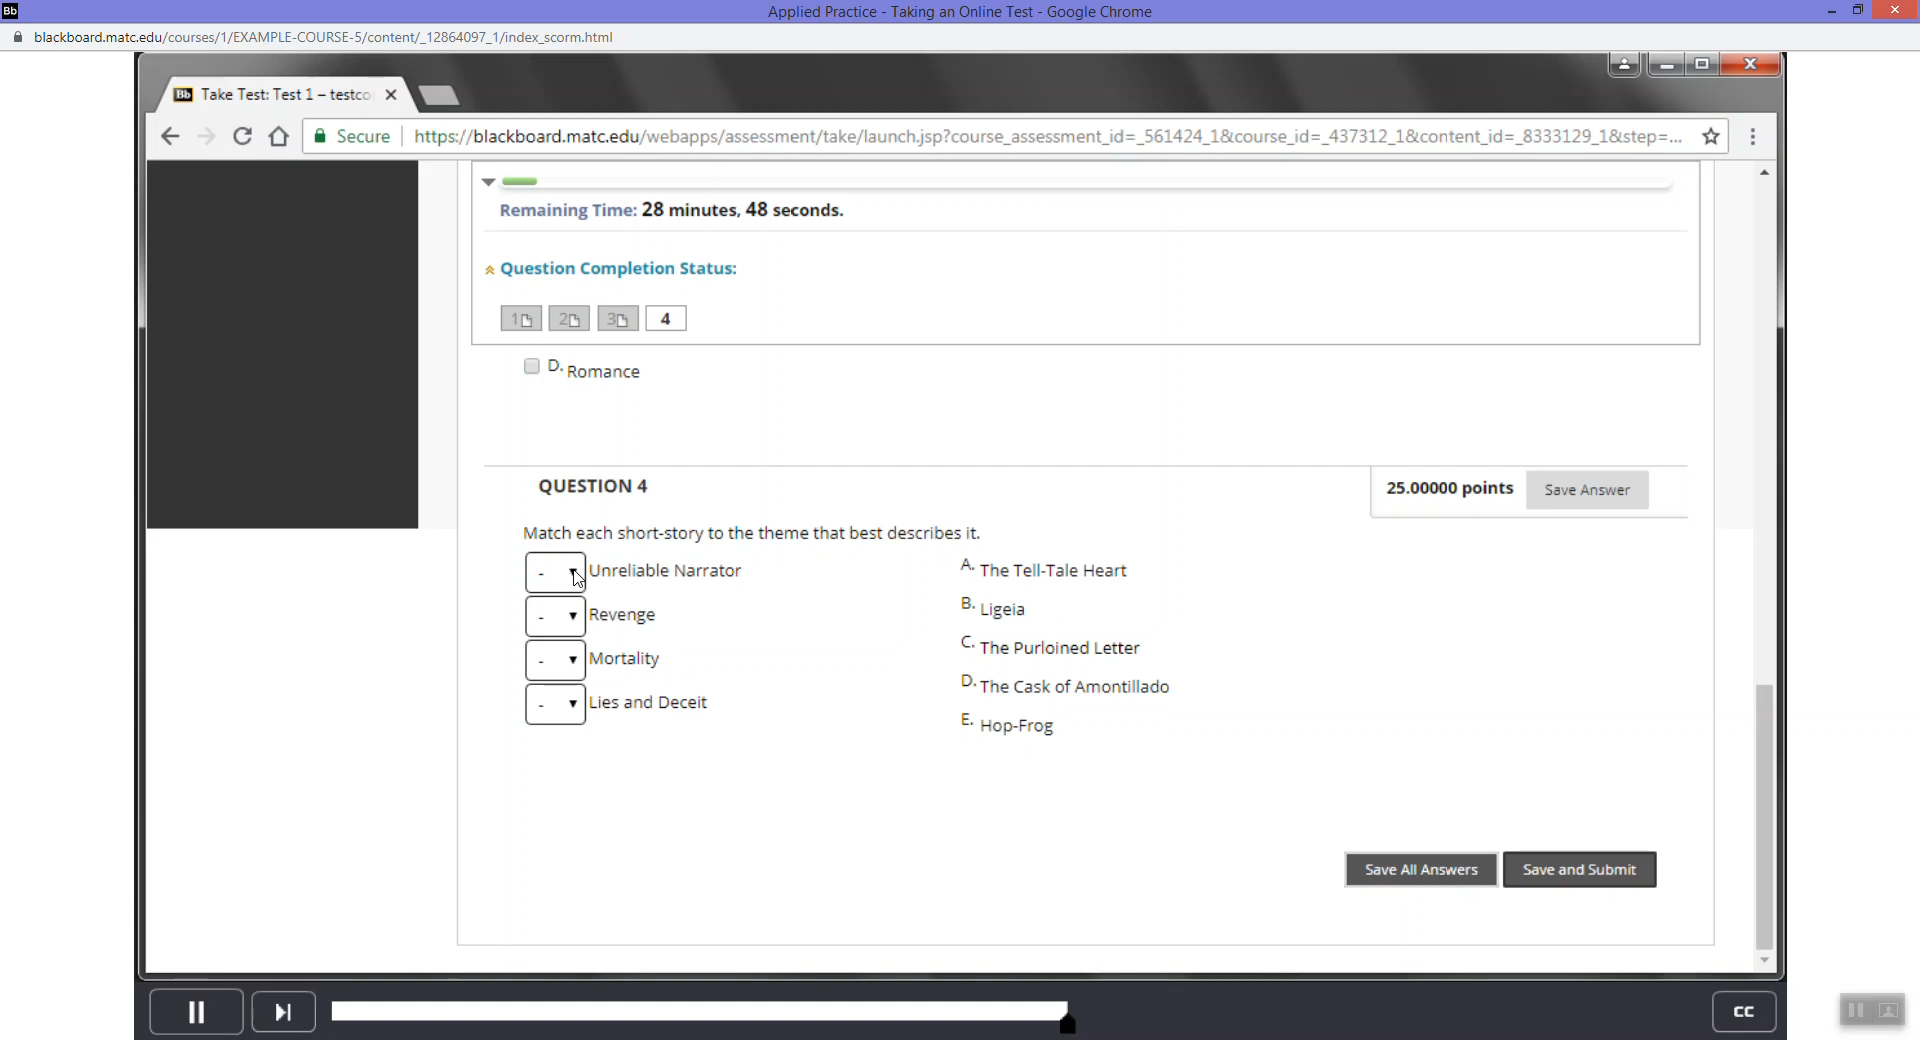 Bb
Applied Practice - Taking an Online Test - Google Chrome
blackboard.matc.edu/courses/1/EXAMPLE-COURSE-5/content/_12864097_1/index_scorm.html
Bb Take Test: Test 1 – testco
Secure https://blackboard.matc.edu/webapps/assessment/take/launch.jsp?course_assessment_id=_561424_1&course_id=_437312_1&content_id=_8333129_1&step=...
Remaining Time: 28 minutes, 48 seconds.
Question Completion Status:
1 2 3 4
D. Romance
QUESTION 4
25.00000 points Save Answer
Match each short-story to the theme that best describes it.
- Unreliable Narrator
- Revenge
- Mortality
- Lies and Deceit
A. The Tell-Tale Heart
B. Ligeia
C. The Purloined Letter
D. The Cask of Amontillado
E. Hop-Frog
Save All Answers Save and Submit
CC